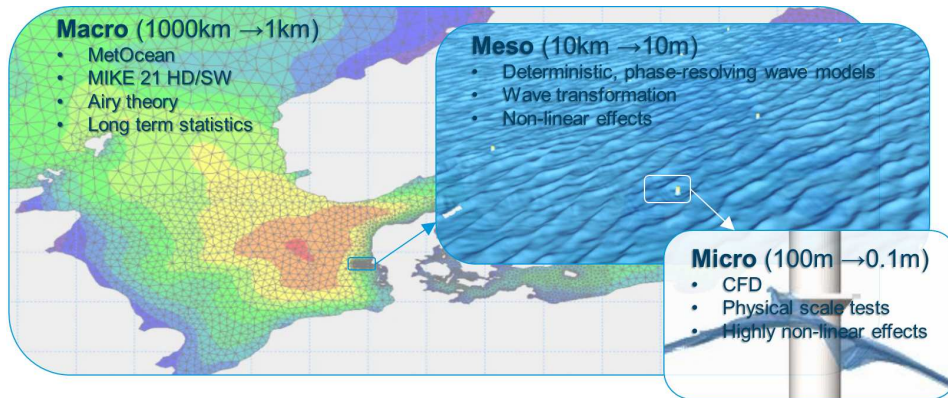 Macro (1000km →1km)
• MetOcean
• MIKE 21 HD/SW
• Airy theory
• Long term statistics
Meso (10km →10m)
• Deterministic, phase-resolving wave models
• Wave transformation
• Non-linear effects
Micro (100m →0.1m)
• CFD
• Physical scale tests
• Highly non-linear effects